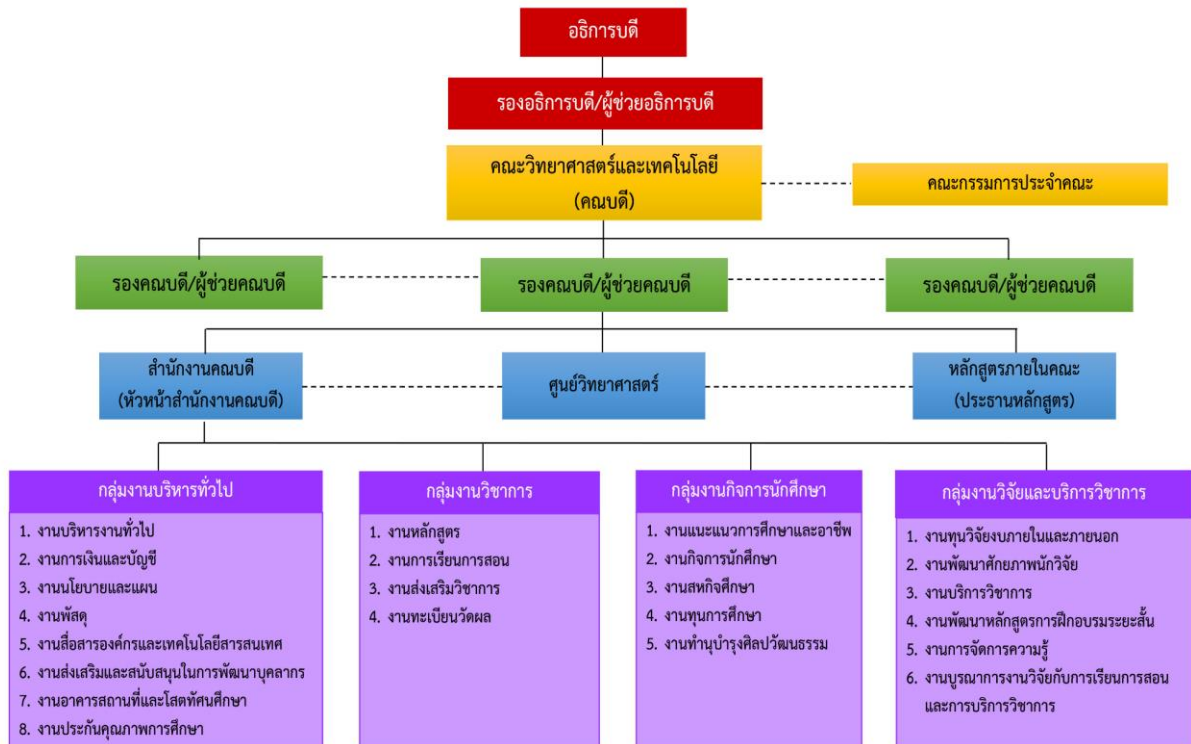 อธิการบดี
รองอธิการบดี/ผู้ช่วยอธิการบดี
คณะวิทยาศาสตร์และเทคโนโลยี
(คณบดี)
คณะกรรมการประจำคณะ
รองคณบดี/ผู้ช่วยคณบดี
รองคณบดี/ผู้ช่วยคณบดี
รองคณบดี/ผู้ช่วยคณบดี
สำนักงานคณบดี
(หัวหน้าสำนักงานคณบดี)
ศูนย์วิทยาศาสตร์
หลักสูตรภายในคณะ
(ประธานหลักสูตร)
กลุ่มงานบริหารทั่วไป
1. งานบริหารงานทั่วไป
2. งานการเงินและบัญชี
3. งานนโยบายและแผน
4. งานพัสดุ
5. งานสื่อสารองค์กรและเทคโนโลยีสารสนเทศ
6. งานส่งเสริมและสนับสนุนในการพัฒนาบุคลากร
7. งานอาคารสถานที่และโสตทัศนศึกษา
8. งานประกันคุณภาพการศึกษา
กลุ่มงานวิชาการ
1. งานหลักสูตร
2. งานการเรียนการสอน
3. งานส่งเสริมวิชาการ
4. งานทะเบียนวัดผล
กลุ่มงานกิจการนักศึกษา
1. งานแนะแนวการศึกษาและอาชีพ
2. งานกิจการนักศึกษา
3. งานสหกิจศึกษา
4. งานทุนการศึกษา
5. งานทำนุบำรุงศิลปวัฒนธรรม
กลุ่มงานวิจัยและบริการวิชาการ
1. งานทุนวิจัยงบภายในและภายนอก
2. งานพัฒนาศักยภาพนักวิจัย
3. งานบริการวิชาการ
4. งานพัฒนาหลักสูตรการฝึกอบรมระยะสั้น
5. งานการจัดการความรู้
6. งานบูรณาการงานวิจัยกับการเรียนการสอน
และการบริการวิชาการ